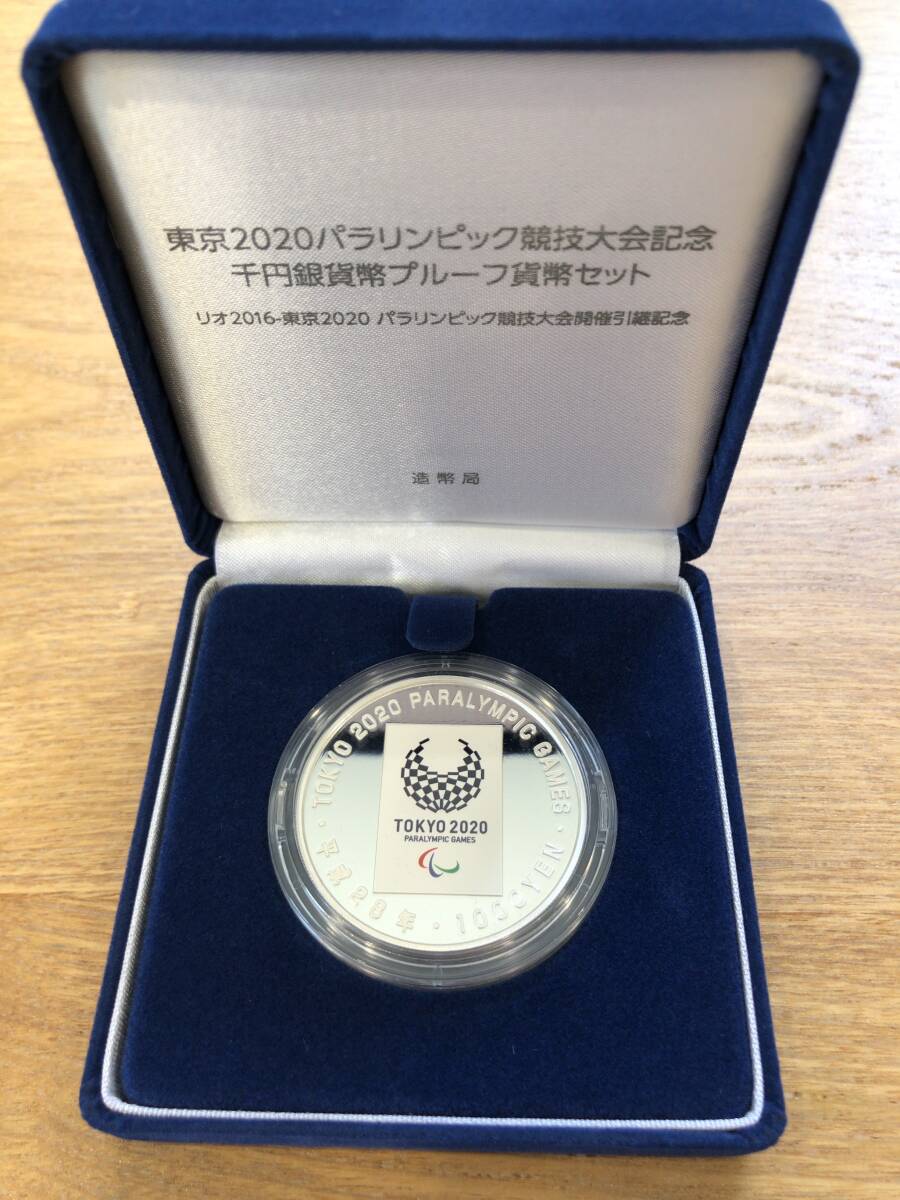 東京2020パラリンピック競技大会記念
千円銀貨幣プルーフ貨幣セット
リオ2016-東京2020 パラリンピック競技大会開催引継記念
造幣局
TOKYO 2020 PARALYMPIC GAMES・1000YEN・平成28年・
TOKYO 2020
PARALYMPIC GAMES